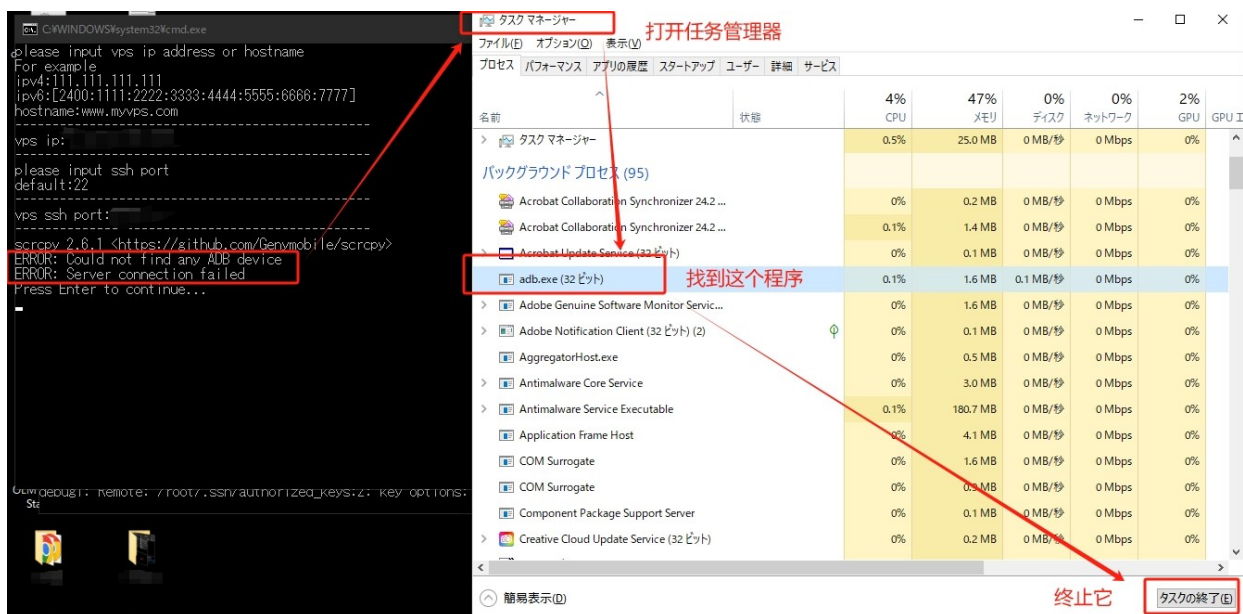 C:¥WINDOWS¥system32¥cmd.exe
please input vps ip address or hostname
For example
ipv4:111.111.111.111
ipv6:[2400:1111:2222:3333:4444:5555:6666:7777]
hostname:www.myvps.com
--------------------------------------------------
vps ip:
--------------------------------------------------
please input ssh port
default:22
--------------------------------------------------
vps ssh port:
--------------------------------------------------
scrcpy 2.6.1 <https://github.com/Genymobile/scrcpy>
ERROR: Could not find any ADB device
ERROR: Server connection failed
Press Enter to continue...
debug1: Remote: /root/.ssh/authorized_keys:2: key options:
タスク マネージャー
打开任务管理器
ファイル(F) オプション(O) 表示(V)
プロセス パフォーマンス アプリの履歴 スタートアップ ユーザー 詳細 サービス
4% 47% 0% 0% 2%
名前 状態 CPU メモリ ディスク ネットワーク GPU GPU エ
タスク マネージャー 0.5% 25.0 MB 0 MB/秒 0 Mbps 0%
バックグラウンド プロセス (95)
Acrobat Collaboration Synchronizer 24.2 ... 0% 0.2 MB 0 MB/秒 0 Mbps 0%
Acrobat Collaboration Synchronizer 24.2 ... 0.1% 1.4 MB 0 MB/秒 0 Mbps 0%
Acrobat Update Service (32 ビット) 0% 0.1 MB 0 MB/秒 0 Mbps 0%
adb.exe (32 ビット) 找到这个程序 0.1% 1.6 MB 0.1 MB/秒 0 Mbps 0%
Adobe Genuine Software Monitor Servic... 0% 1.6 MB 0 MB/秒 0 Mbps 0%
Adobe Notification Client (32 ビット) (2) 0% 0.1 MB 0 MB/秒 0 Mbps 0%
AggregatorHost.exe 0% 0.5 MB 0 MB/秒 0 Mbps 0%
Antimalware Core Service 0% 3.0 MB 0 MB/秒 0 Mbps 0%
Antimalware Service Executable 0.1% 180.7 MB 0 MB/秒 0 Mbps 0%
Application Frame Host 0% 4.1 MB 0 MB/秒 0 Mbps 0%
COM Surrogate 0% 1.6 MB 0 MB/秒 0 Mbps 0%
COM Surrogate 0% 0.9 MB 0 MB/秒 0 Mbps 0%
Component Package Support Server 0% 0.1 MB 0 MB/秒 0 Mbps 0%
Creative Cloud Update Service (32 ビット) 0% 0.2 MB 0 MB/秒 0 Mbps 0%
簡易表示(D)
终止它
タスクの終了(E)